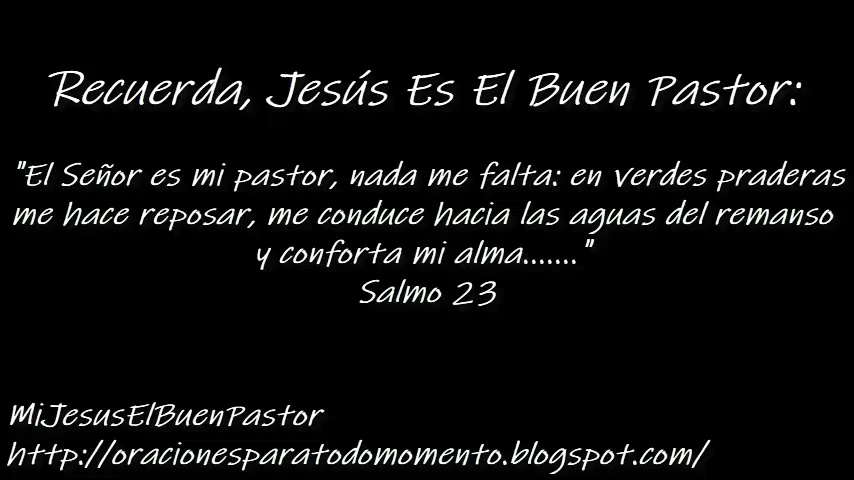 Recuerda, Jesús Es El Buen Pastor:
"El Señor es mi pastor, nada me falta: en verdes praderas
me hace reposar, me conduce hacia las aguas del remanso
y conforta mi alma......."
Salmo 23
MiJesusElBuenPastor
http://oracionesparatodomomento.blogspot.com/